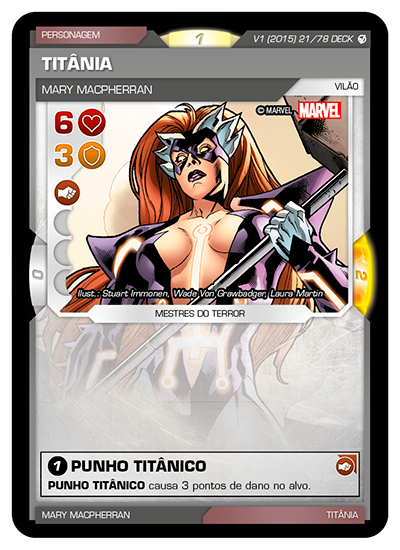 PERSONAGEM
1
V1 (2015) 21/78 DECK
TITÂNIA
MARY MACPHERRAN
VILÃO
6
© MARVEL
MARVEL
3
0
2
Ilust.: Stuart Immonen, Wade Von Grawbadger, Laura Martin
MESTRES DO TERROR
1 PUNHO TITÂNICO
PUNHO TITÂNICO causa 3 pontos de dano no alvo.
MARY MACPHERRAN
TITÂNIA